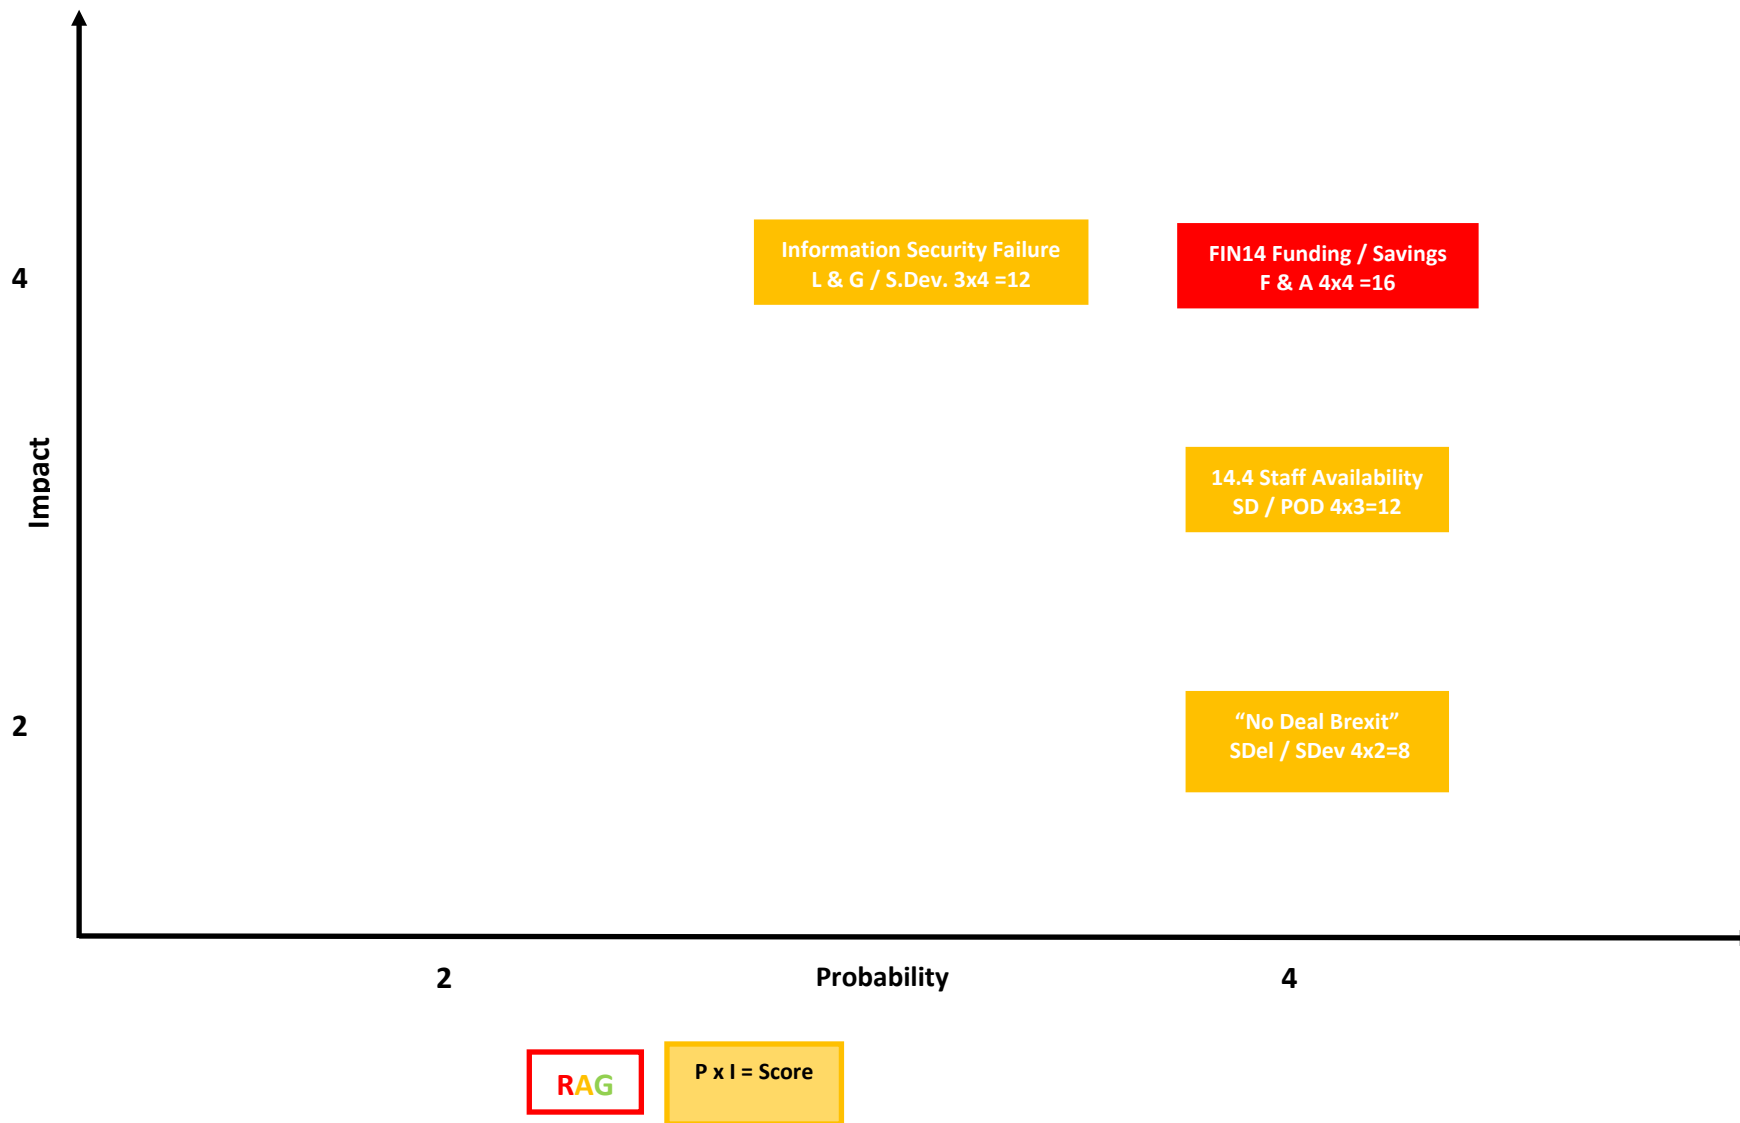 Information Security Failure
L & G / S.Dev. 3x4 =12
FIN14 Funding / Savings
F & A 4x4 =16
4
Impact
14.4 Staff Availability
SD / POD 4x3=12
2
“No Deal Brexit”
SDel / SDev 4x2=8
2
Probability
4
RAG
P x I = Score